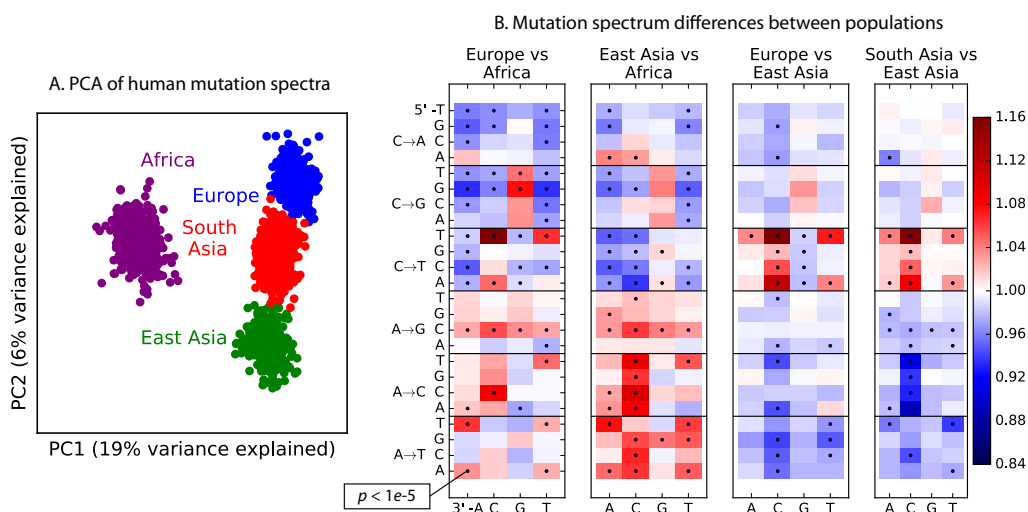 B. Mutation spectrum differences between populations
A. PCA of human mutation spectra
Africa
Europe
South
Asia
East Asia
PC2 (6% variance explained)
PC1 (19% variance explained)
Europe vs
Africa
East Asia vs
Africa
Europe vs
East Asia
South Asia vs
East Asia
5' -T
G
C→A C
A
T
G
C→G C
A
T
G
C→T C
A
T
G
A→G C
A
T
G
A→C C
A
T
G
A→T C
A
p < 1e-5
3' -A C G T
A C G T
A C G T
A C G T
1.16
1.12
1.08
1.04
1.00
0.96
0.92
0.88
0.84